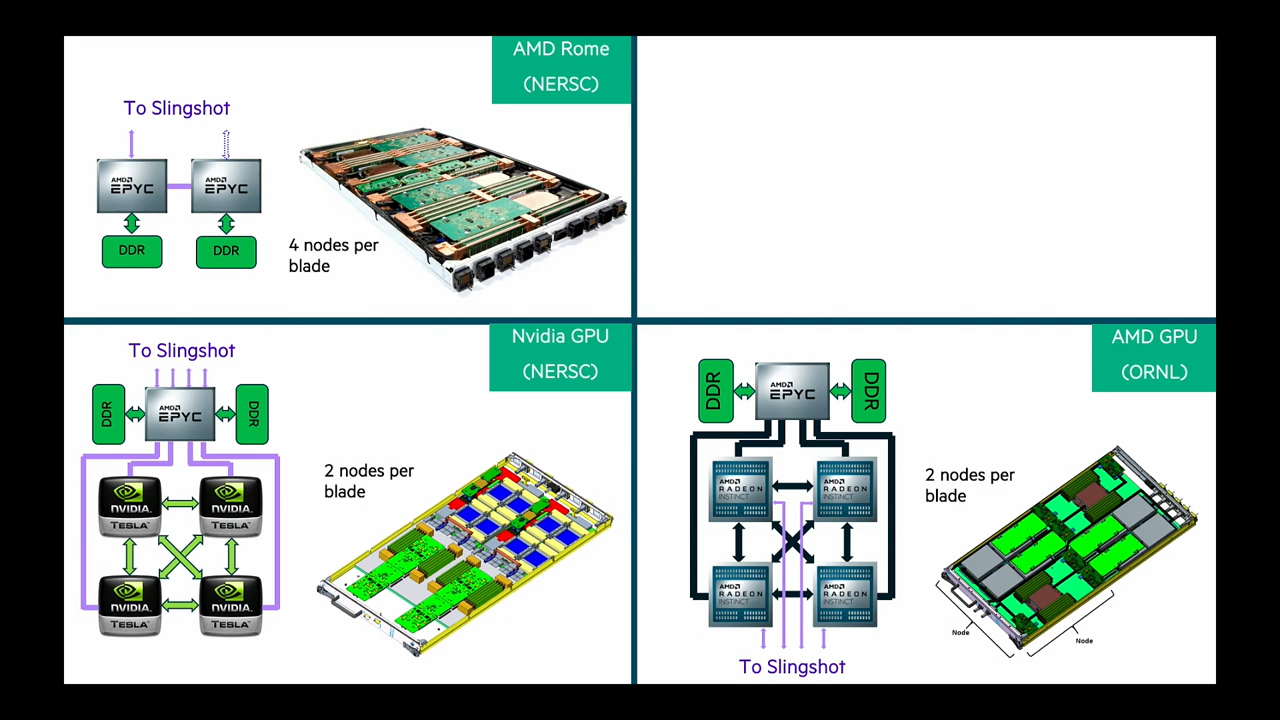 AMD Rome
(NERSC)
To Slingshot
AMD
EPYC
AMD
EPYC
DDR
DDR
4 nodes per
blade
Nvidia GPU
(NERSC)
To Slingshot
DDR
AMD
EPYC
DDR
NVIDIA.
TESLA
NVIDIA.
TESLA
NVIDIA.
TESLA
NVIDIA.
TESLA
2 nodes per
blade
AMD GPU
(ORNL)
DDR
AMD
EPYC
DDR
AMD
RADEON
INSTINCT
AMD
RADEON
INSTINCT
AMD
RADEON
INSTINCT
AMD
RADEON
INSTINCT
To Slingshot
2 nodes per
blade
Node
Node